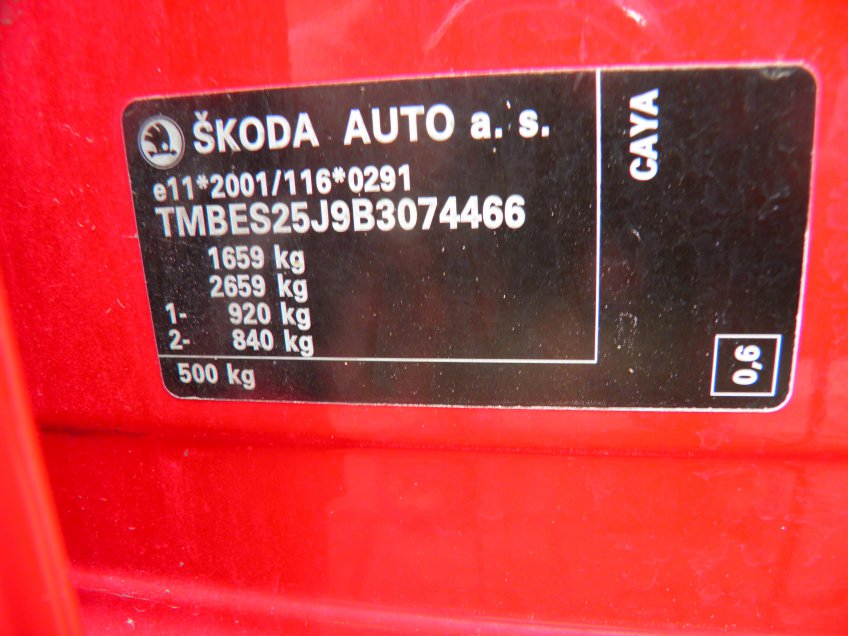 ŠKODA AUTO a. s.
e11*2001/116*0291
TMBES25J9B3074466
1659 kg
2659 kg
1- 920 kg
2- 840 kg
500 kg
CAYA
0,6